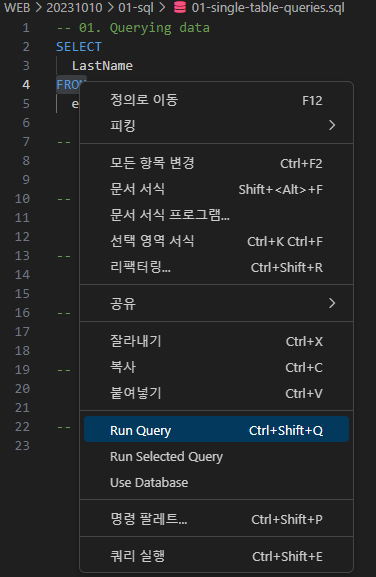 WEB > 20231010 > 01-sql > 01-single-table-queries.sql
1 -- 01. Querying data
2 SELECT
3 LastName
4 FROM
5 e
6
7 --
8
9
10 --
11
12
13 --
14
15
16 --
17
18
19 --
20
21
22 --
23
정의로 이동 F12
피킹 >
모든 항목 변경 Ctrl+F2
문서 서식 Shift+<Alt>+F
문서 서식 프로그램...
선택 영역 서식 Ctrl+K Ctrl+F
리팩터링... Ctrl+Shift+R
공유 >
잘라내기 Ctrl+X
복사 Ctrl+C
붙여넣기 Ctrl+V
Run Query Ctrl+Shift+Q
Run Selected Query
Use Database
명령 팔레트... Ctrl+Shift+P
쿼리 실행 Ctrl+Shift+E